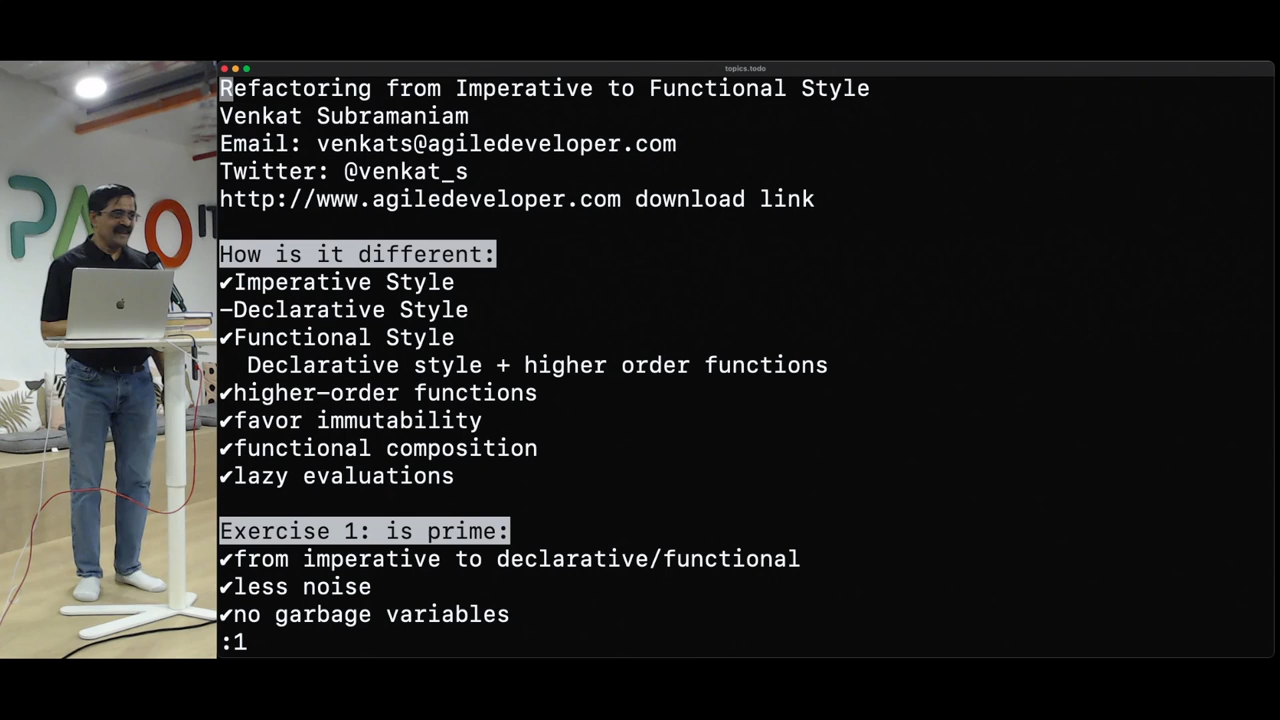 topics.todo
Refactoring from Imperative to Functional Style
Venkat Subramaniam
Email: venkats@agiledeveloper.com
Twitter: @venkat_s
http://www.agiledeveloper.com download link
How is it different:
✔Imperative Style
–Declarative Style
✔Functional Style
Declarative style + higher order functions
✔higher–order functions
✔favor immutability
✔functional composition
✔lazy evaluations
Exercise 1: is prime:
✔from imperative to declarative/functional
✔less noise
✔no garbage variables
:1